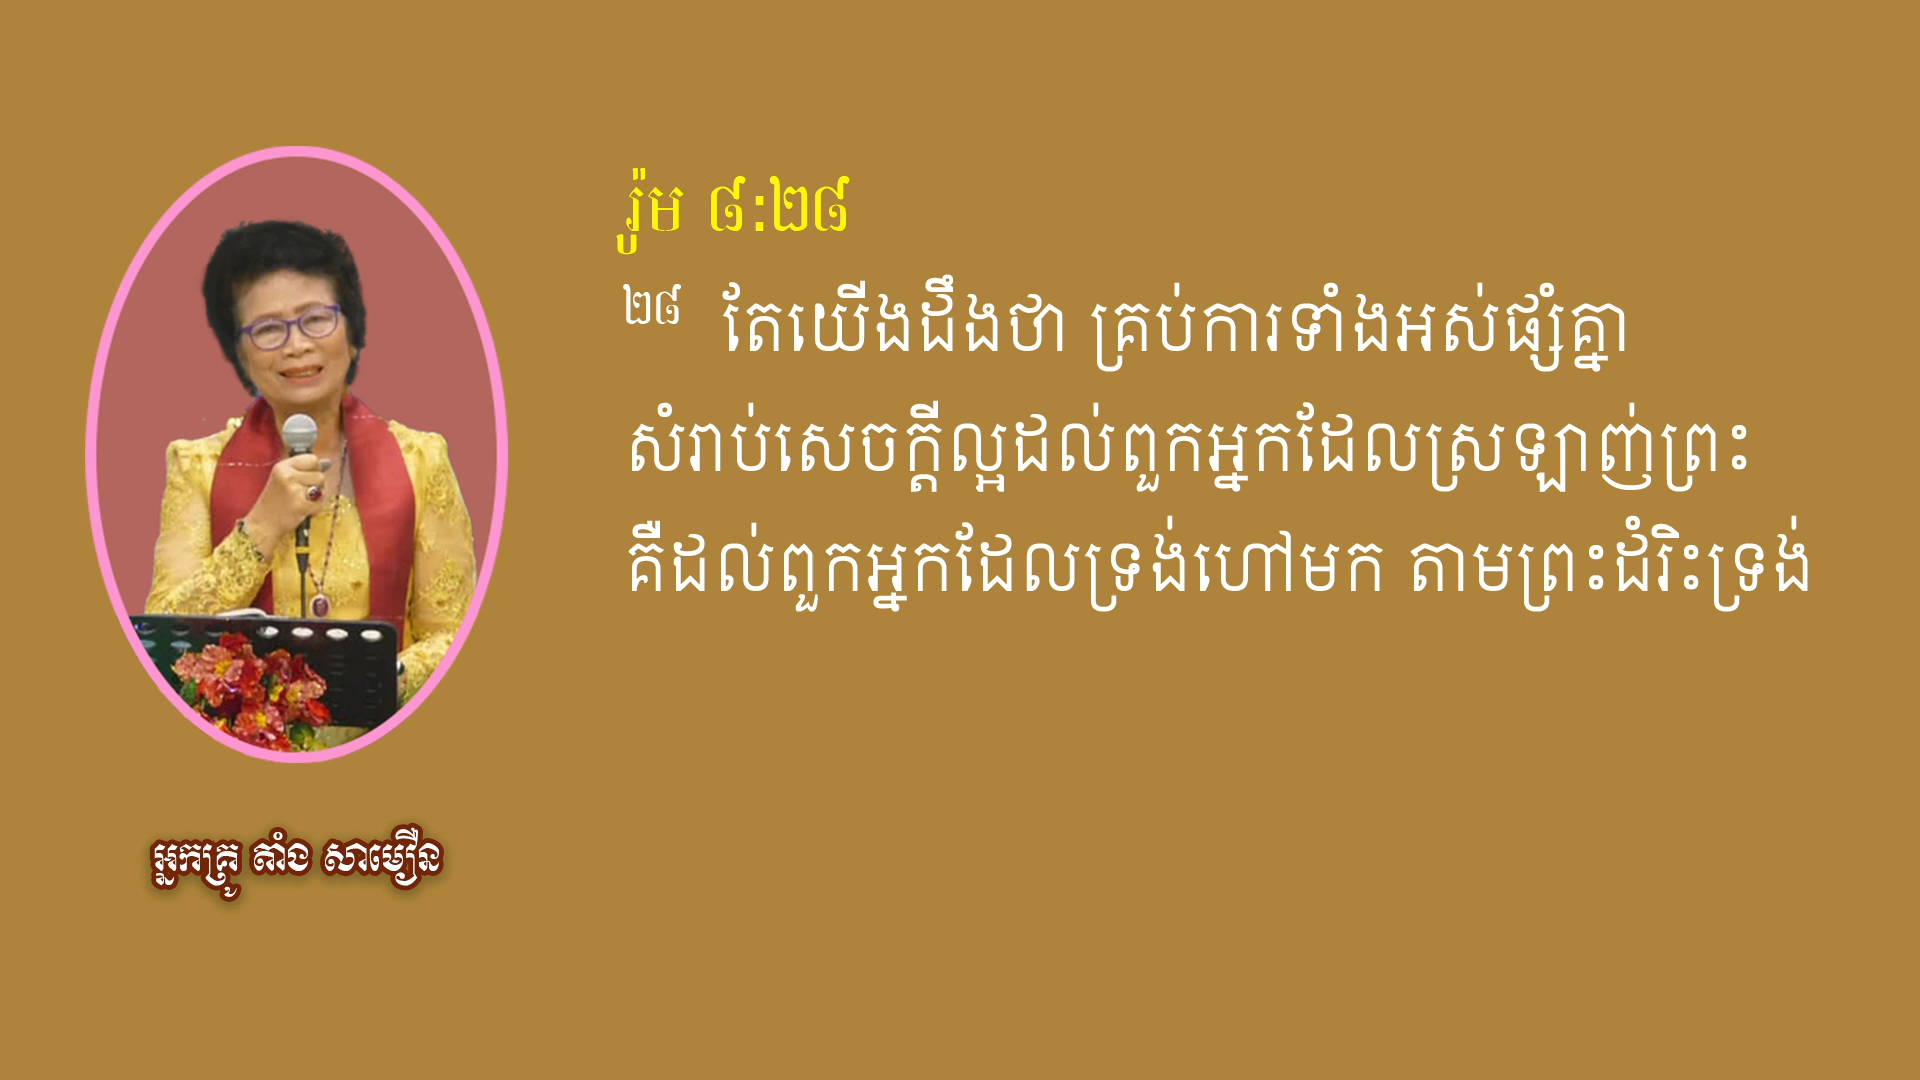 រ៉ូម ៨:២៨
២៨ តែយើងដឹងថា គ្រប់ការទាំងអស់ផ្សំគ្នា
សំរាប់សេចក្ដីល្អដល់ពួកអ្នកដែលស្រឡាញ់ព្រះ
គឺដល់ពួកអ្នកដែលទ្រង់ហៅមក តាមព្រះដំរិះទ្រង់
អ្នកគ្រូ តាំង សាមឿន